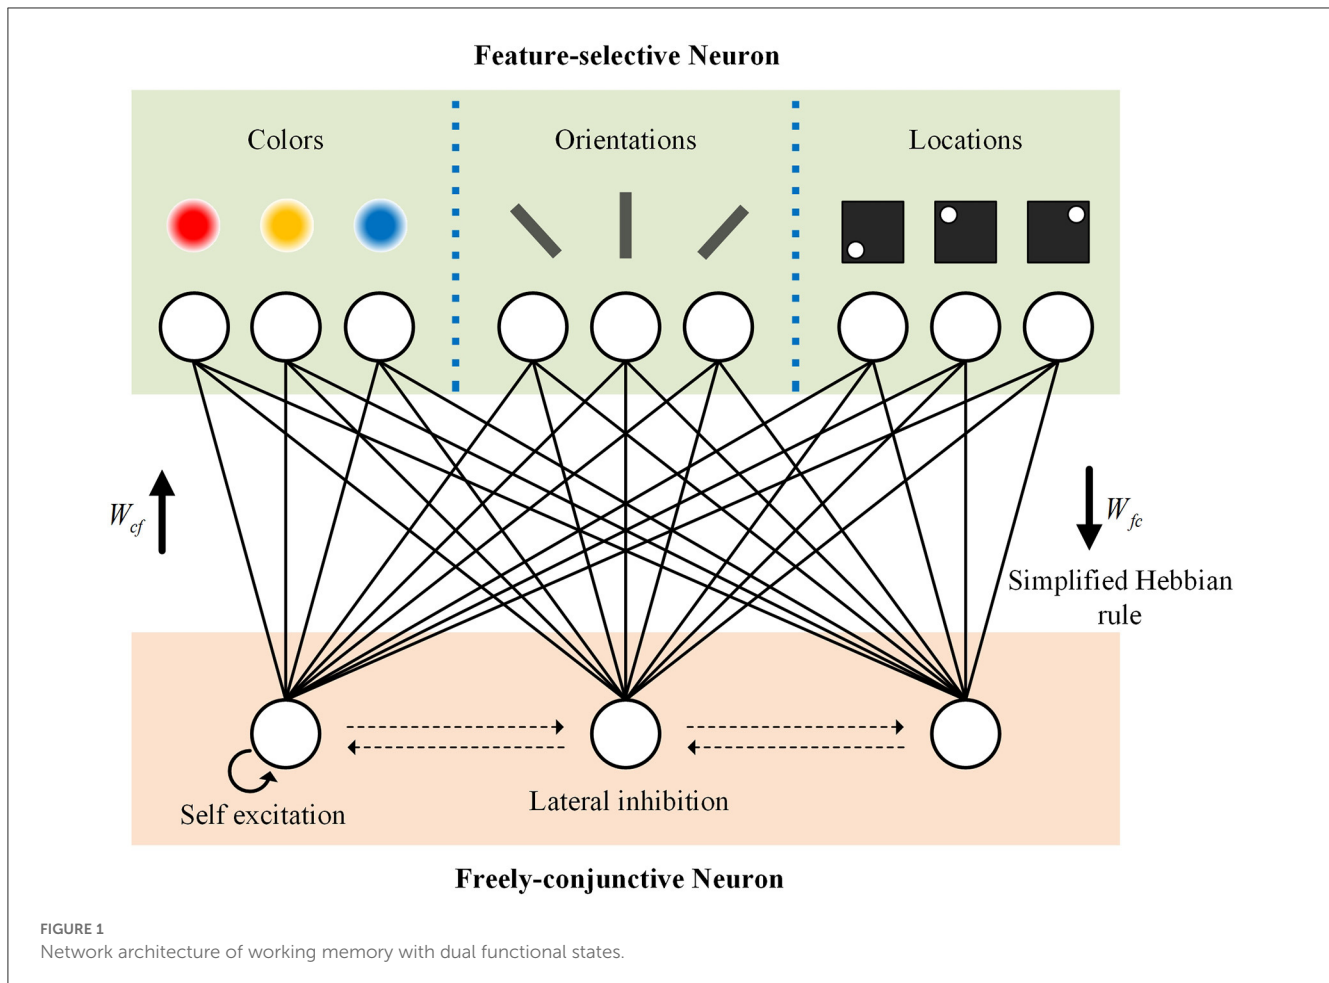 Feature-selective Neuron
Colors
Orientations
Locations
W_cf
W_fc
Simplified Hebbian
rule
Self excitation
Lateral inhibition
Freely-conjunctive Neuron
FIGURE 1
Network architecture of working memory with dual functional states.